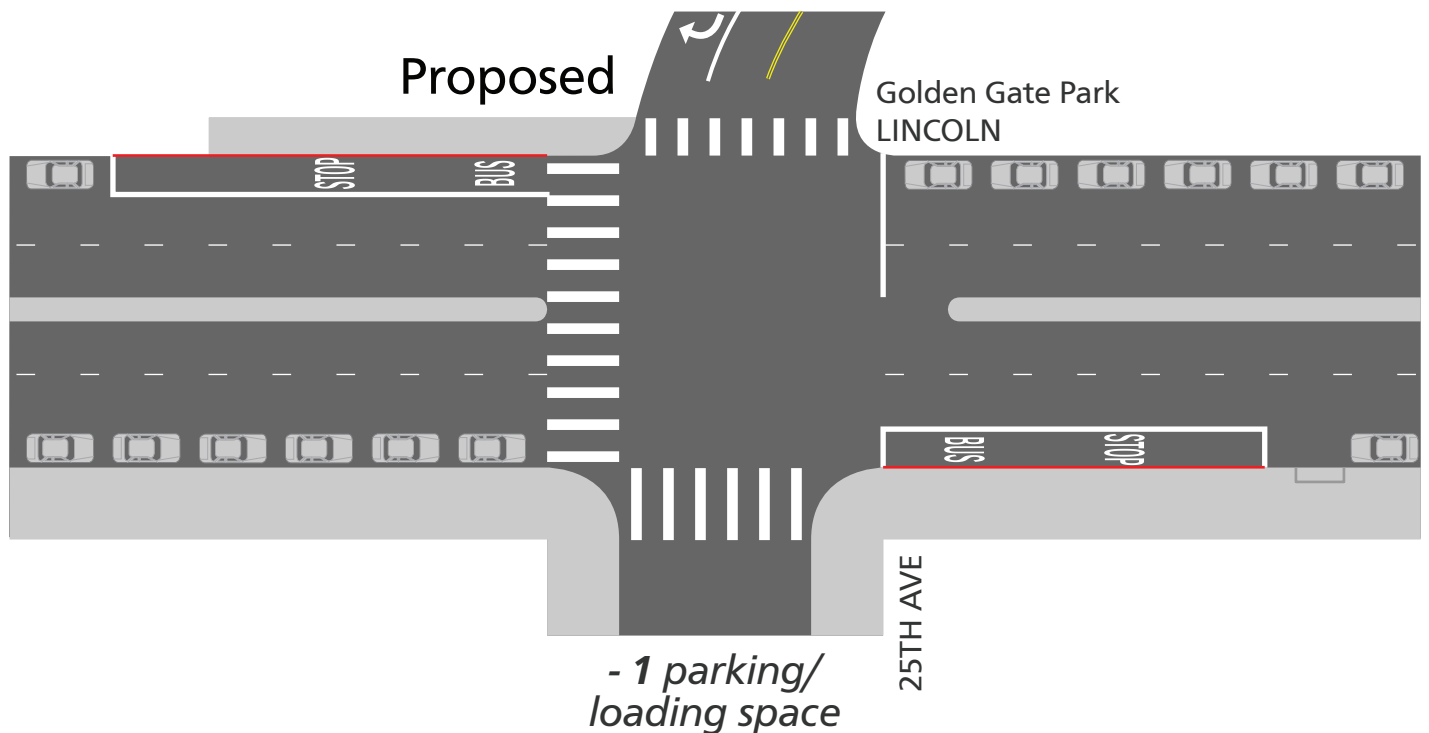 Proposed
Golden Gate Park
LINCOLN
STOP
BUS
BUS
STOP
25TH AVE
- 1 parking/
loading space